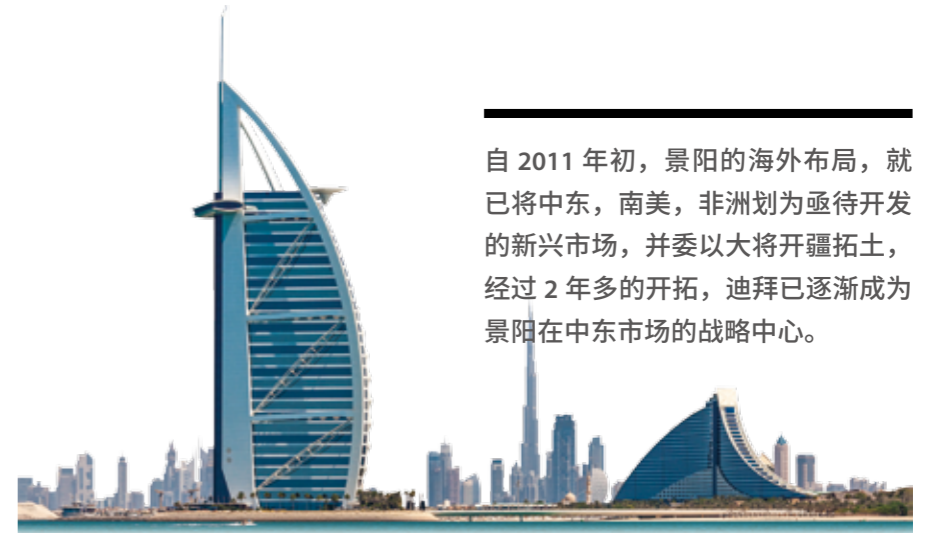 自 2011 年初，景阳的海外布局，就
已将中东，南美，非洲划为亟待开发
的新兴市场，并委以大将开疆拓土，
经过 2 年多的开拓，迪拜已逐渐成为
景阳在中东市场的战略中心。